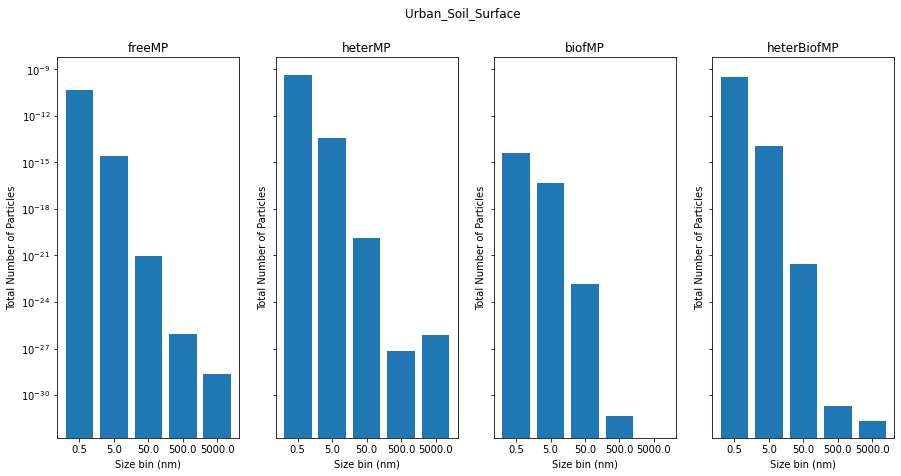 Urban_Soil_Surface
freeMP
heterMP
biofMP
heterBiofMP
10⁻⁹
10⁻¹²
10⁻¹⁵
10⁻¹⁸
10⁻²¹
10⁻²⁴
10⁻²⁷
10⁻³⁰
Total Number of Particles
Total Number of Particles
Total Number of Particles
Total Number of Particles
0.5 5.0 50.0 500.0 5000.0
0.5 5.0 50.0 500.0 5000.0
0.5 5.0 50.0 500.0 5000.0
0.5 5.0 50.0 500.0 5000.0
Size bin (nm)
Size bin (nm)
Size bin (nm)
Size bin (nm)